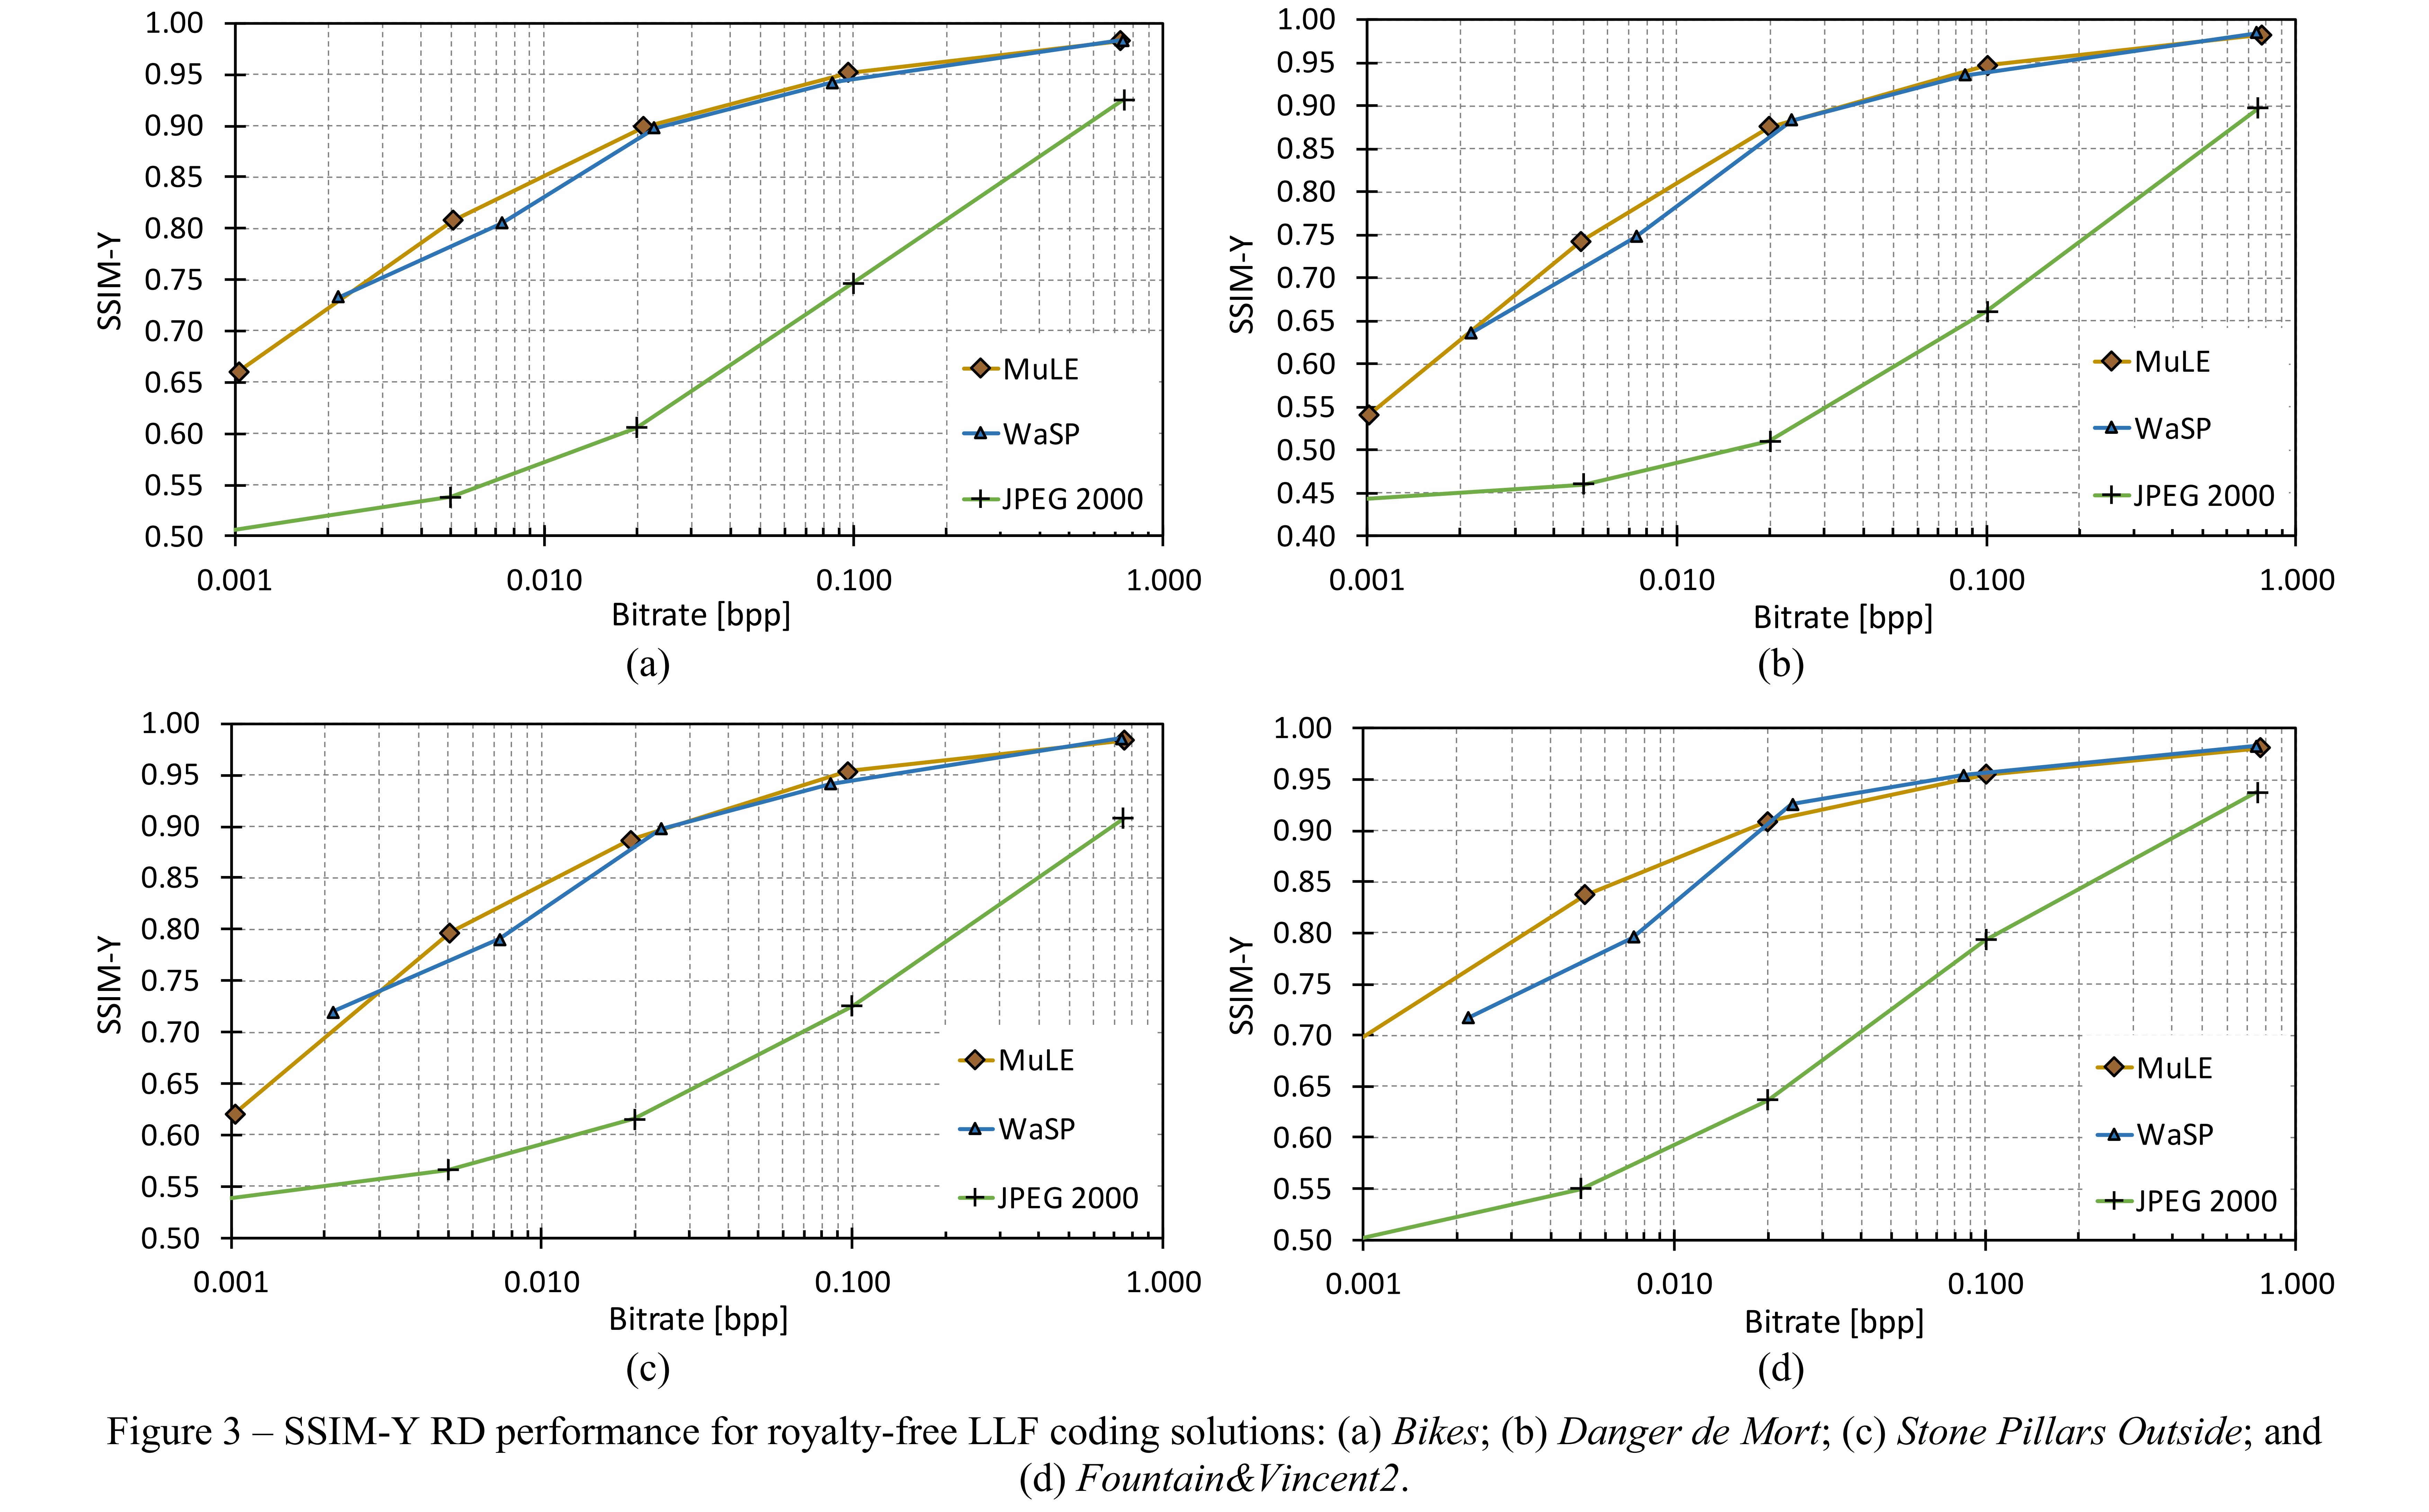 1.00
0.95
0.90
0.85
0.80
0.75
0.70
0.65
0.60
0.55
0.50
SSIM-Y
0.001 0.010 0.100 1.000
Bitrate [bpp]
MuLE
WaSP
JPEG 2000
(a)
1.00
0.95
0.90
0.85
0.80
0.75
0.70
0.65
0.60
0.55
0.50
0.45
0.40
SSIM-Y
0.001 0.010 0.100 1.000
Bitrate [bpp]
MuLE
WaSP
JPEG 2000
(b)
1.00
0.95
0.90
0.85
0.80
0.75
0.70
0.65
0.60
0.55
0.50
SSIM-Y
0.001 0.010 0.100 1.000
Bitrate [bpp]
MuLE
WaSP
JPEG 2000
(c)
1.00
0.95
0.90
0.85
0.80
0.75
0.70
0.65
0.60
0.55
0.50
SSIM-Y
0.001 0.010 0.100 1.000
Bitrate [bpp]
MuLE
WaSP
JPEG 2000
(d)
Figure 3 – SSIM-Y RD performance for royalty-free LLF coding solutions: (a) Bikes; (b) Danger de Mort; (c) Stone Pillars Outside; and
(d) Fountain&Vincent2.